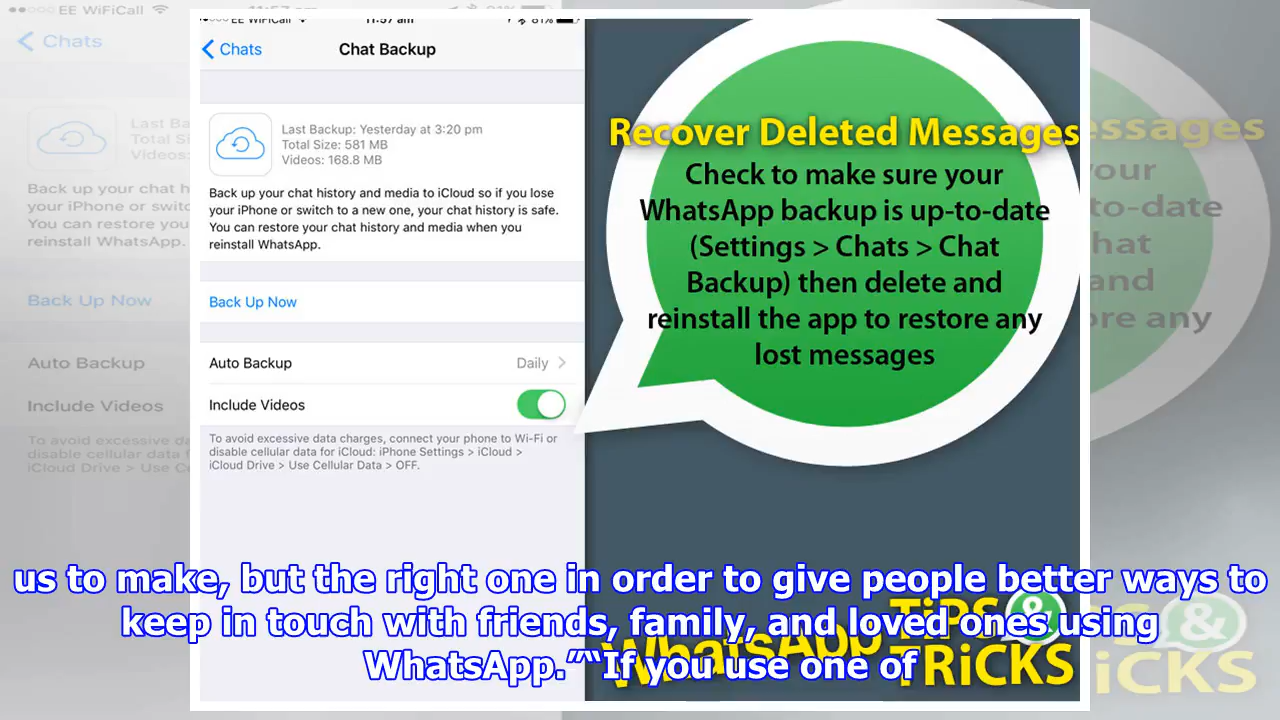 EE WiFiCall
11:57 am
81%
Chats
Chat Backup
Last Backup: Yesterday at 3:20 pm
Total Size: 581 MB
Videos: 168.8 MB
Back up your chat history and media to iCloud so if you lose
your iPhone or switch to a new one, your chat history is safe.
You can restore your chat history and media when you
reinstall WhatsApp.
Back Up Now
Auto Backup
Daily
Include Videos
To avoid excessive data charges, connect your phone to Wi-Fi or
disable cellular data for iCloud: iPhone Settings > iCloud >
iCloud Drive > Use Cellular Data > OFF.
Recover Deleted Messages
Check to make sure your
WhatsApp backup is up-to-date
(Settings > Chats > Chat
Backup) then delete and
reinstall the app to restore any
lost messages
WhatsApp TiPS &
TRiCKS
us to make, but the right one in order to give people better ways to
keep in touch with friends, family, and loved ones using
WhatsApp.”“If you use one of